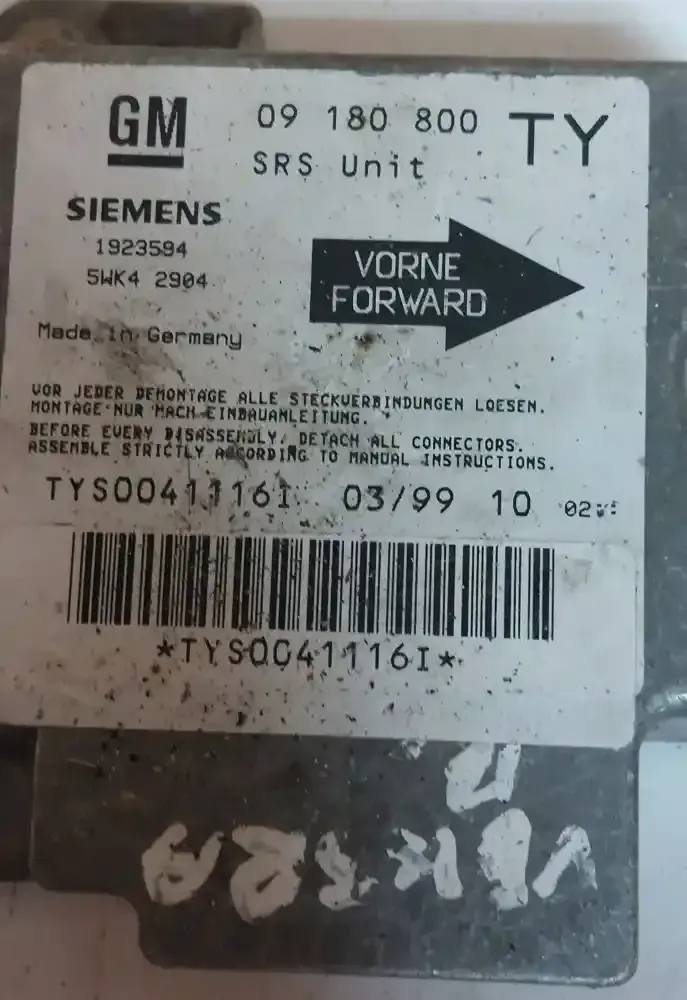 GM
09 180 800 TY
SRS Unit
SIEMENS
1923594
5WK4 2904
VORNE
FORWARD
Made in Germany
VOR JEDER DEMONTAGE ALLE STECKVERBINDUNGEN LOESEN.
MONTAGE NUR NACH EINBAUANLEITUNG.
BEFORE EVERY DISASSEMBLY, DETACH ALL CONNECTORS.
ASSEMBLE STRICTLY ACCORDING TO MANUAL INSTRUCTIONS.
TYS0041116I 03/99 10 02
*TYS0041116I*